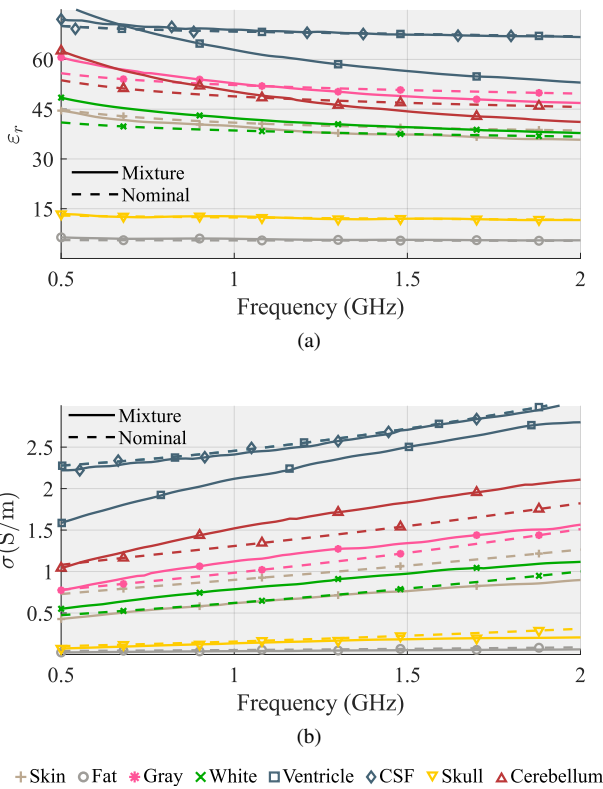 60
45
30
15
εr
Mixture
Nominal
0.5 1 1.5 2
Frequency (GHz)
(a)
2.5
2
1.5
1
0.5
σ(S/m)
Mixture
Nominal
0.5 1 1.5 2
Frequency (GHz)
(b)
Skin Fat Gray White Ventricle CSF Skull Cerebellum